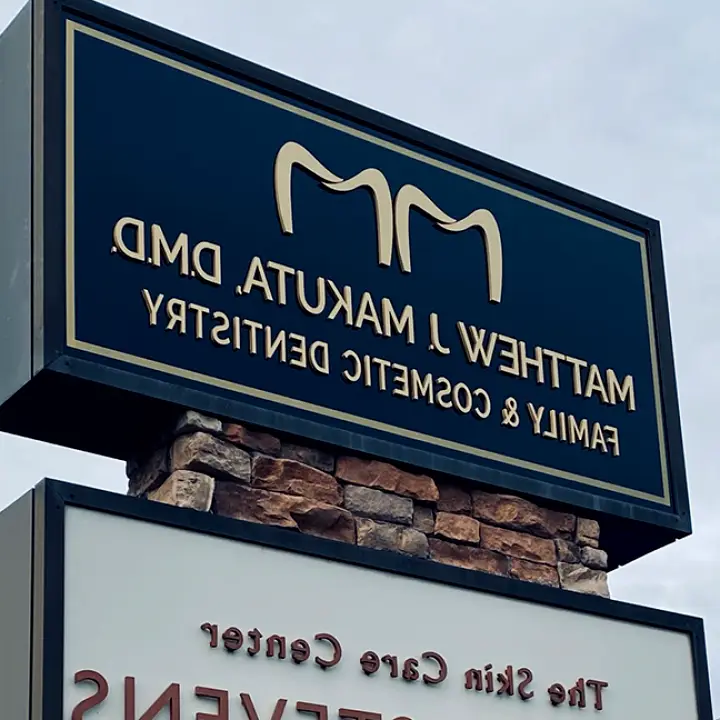 MATTHEW J. MAKUTA, D.M.D.
FAMILY & COSMETIC DENTISTRY
The Skin Care Center